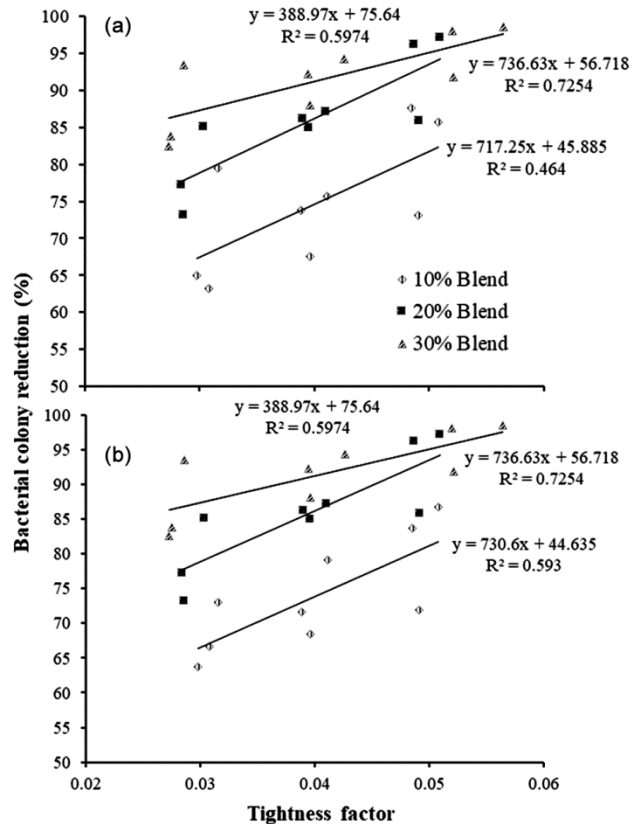 (a)
y = 388.97x + 75.64
R² = 0.5974
y = 736.63x + 56.718
R² = 0.7254
y = 717.25x + 45.885
R² = 0.464
10% Blend
20% Blend
30% Blend
100
95
90
85
80
75
70
65
60
55
50
Bacterial colony reduction (%)
(b)
y = 388.97x + 75.64
R² = 0.5974
y = 736.63x + 56.718
R² = 0.7254
y = 730.6x + 44.635
R² = 0.593
100
95
90
85
80
75
70
65
60
55
50
0.02 0.03 0.04 0.05 0.06
Tightness factor